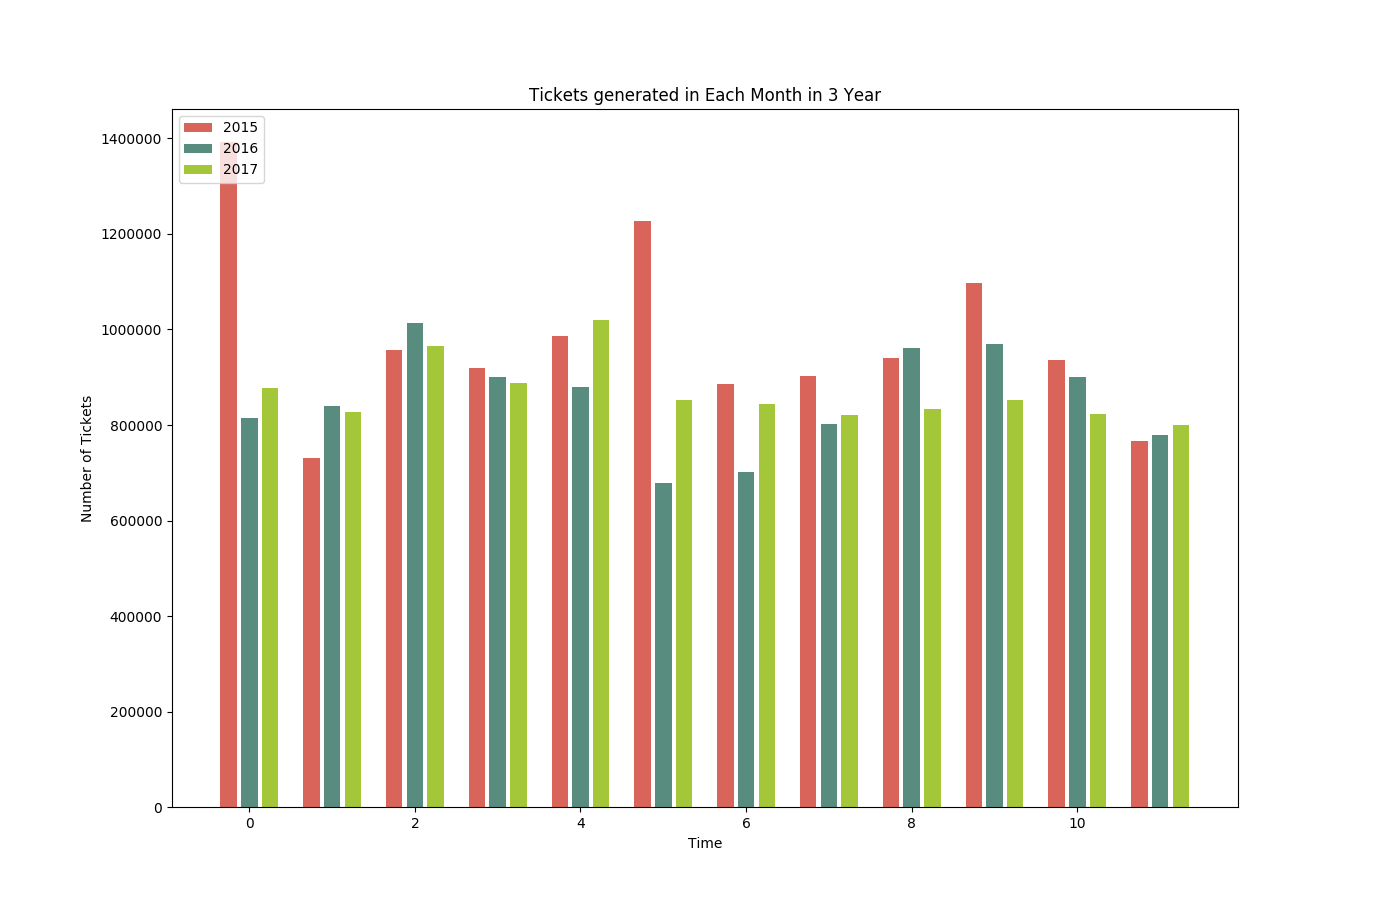 Tickets generated in Each Month in 3 Year
2015
2016
2017
1400000
1200000
1000000
800000
600000
400000
200000
0
Number of Tickets
0 2 4 6 8 10
Time